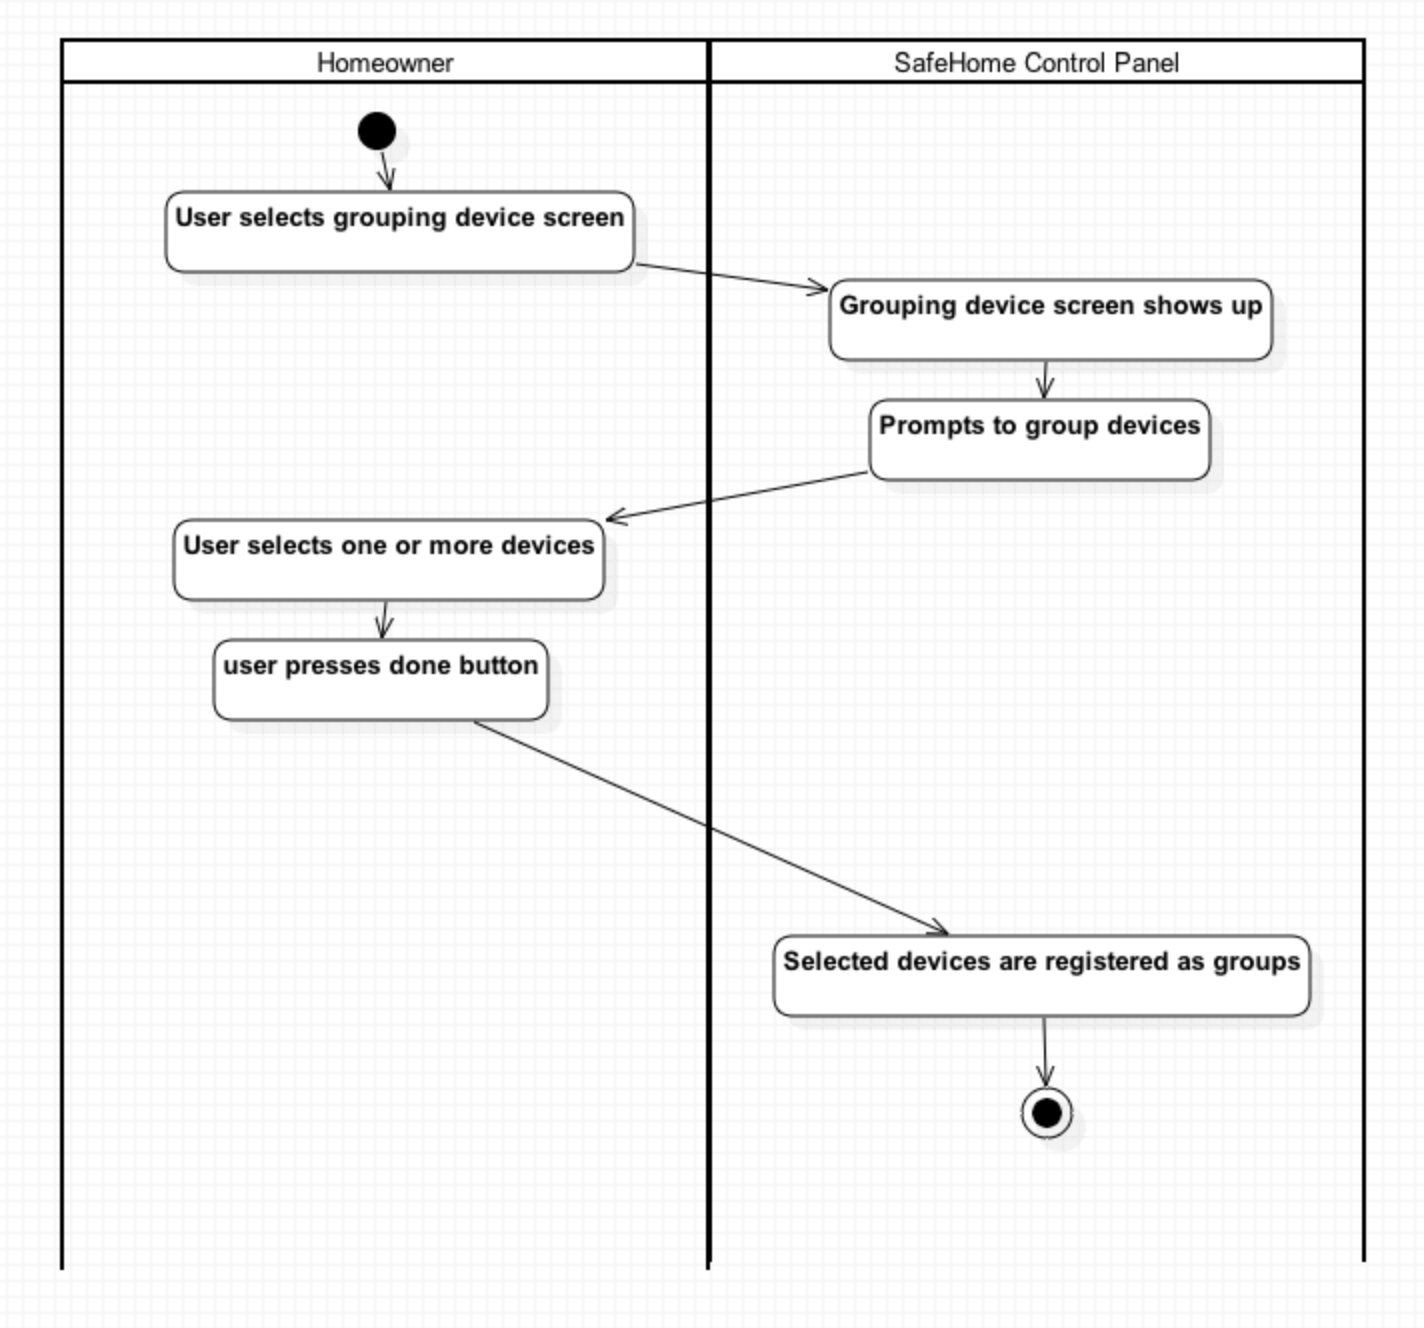 Homeowner
SafeHome Control Panel
User selects grouping device screen
Grouping device screen shows up
Prompts to group devices
User selects one or more devices
user presses done button
Selected devices are registered as groups